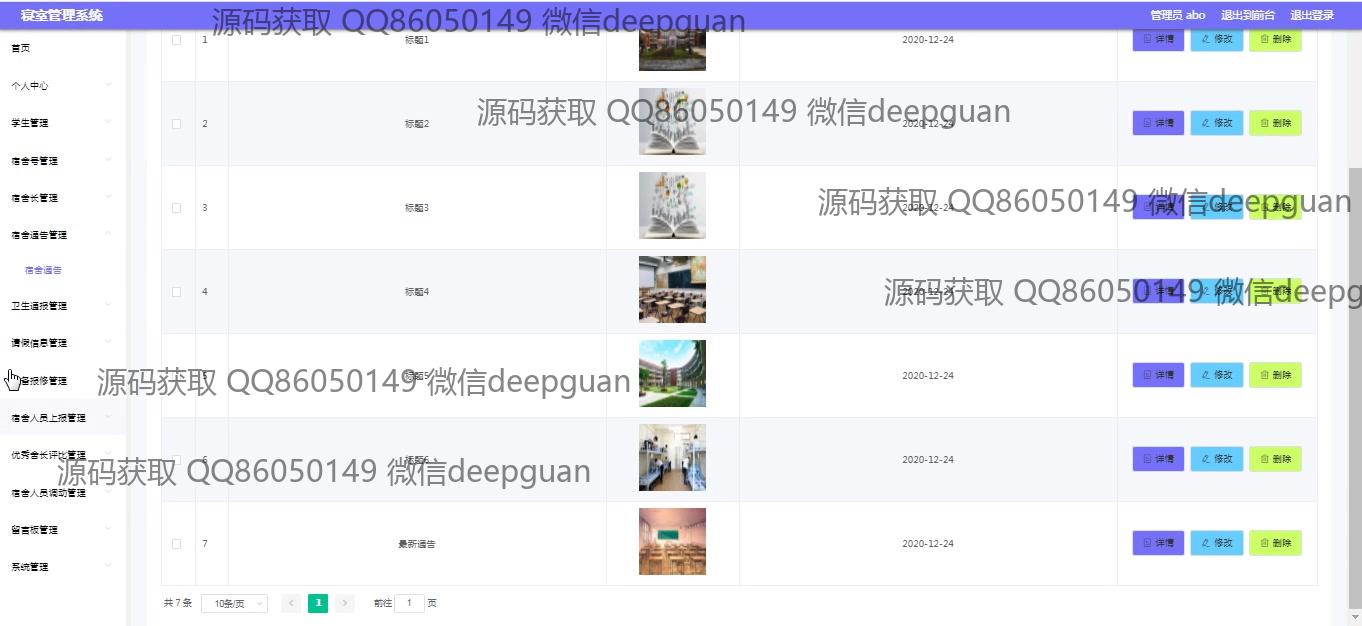 寝室管理系统
源码获取 QQ86050149 微信deepguan
管理员 abo 退出到前台 退出登录
首页
个人中心
学生管理
宿舍号管理
宿舍长管理
宿舍通告管理
宿舍通告
卫生通报管理
请假信息管理
备报修管理
宿舍人员上报管理
优秀舍长评比管理
宿舍人员调动管理
留言板管理
系统管理
1 标题1 2020-12-24 详情 修改 删除
源码获取 QQ86050149 微信deepguan
2 标题2 2020-12-24 详情 修改 删除
源码获取 QQ86050149 微信deepguan
3 标题3 2020-12-24 详情 修改 删除
源码获取 QQ86050149 微信deepg
4 标题4 2020-12-24 详情 修改 删除
源码获取 QQ86050149 微信deepguan
5 标题5 2020-12-24 详情 修改 删除
源码获取 QQ86050149 微信deepguan
6 标题6 2020-12-24 详情 修改 删除
7 最新通告 2020-12-24 详情 修改 删除
共 7 条 10条/页 1 前往 1 页